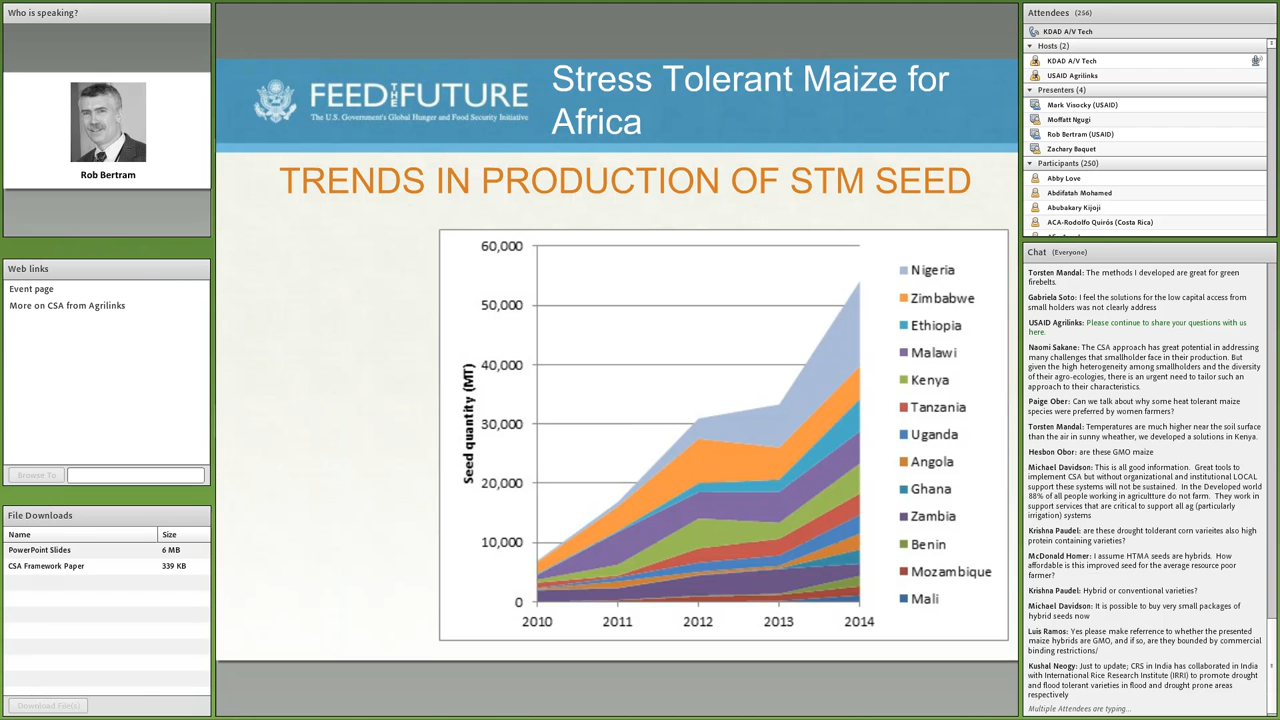 Who is speaking?
Rob Bertram
Web links
Event page
More on CSA from Agrilinks
Browse To
File Downloads
Name Size
PowerPoint Slides 6 MB
CSA Framework Paper 339 KB
Download File(s)
FEED THE FUTURE
The U.S. Government's Global Hunger and Food Security Initiative
Stress Tolerant Maize for
Africa
TRENDS IN PRODUCTION OF STM SEED
Seed quantity (MT)
60,000
50,000
40,000
30,000
20,000
10,000
0
2010 2011 2012 2013 2014
Nigeria
Zimbabwe
Ethiopia
Malawi
Kenya
Tanzania
Uganda
Angola
Ghana
Zambia
Benin
Mozambique
Mali
Attendees (256)
KDAD A/V Tech
Hosts (2)
KDAD A/V Tech
USAID Agrilinks
Presenters (4)
Mark Visocky (USAID)
Moffatt Ngugi
Rob Bertram (USAID)
Zachary Baquet
Participants (250)
Abby Love
Abdifatah Mohamed
Abubakary Kijoji
ACA-Rodolfo Quirós (Costa Rica)
Chat (Everyone)
Torsten Mandal: The methods I developed are great for green
firebelts.
Gabriela Soto: I feel the solutions for the low capital access from
small holders was not clearly address
USAID Agrilinks: Please continue to share your questions with us
here.
Naomi Sakane: The CSA approach has great potential in addressing
many challenges that smallholder face in their production. But
given the high heterogeneity among smallholders and the diversity
of their agro-ecologies, there is an urgent need to tailor such an
approach to their characteristics.
Paige Ober: Can we talk about why some heat tolerant maize
species were preferred by women farmers?
Torsten Mandal: Temperatures are much higher near the soil surface
than the air in sunny wheather, we developed a solutions in Kenya.
Hesbon Obor: are these GMO maize
Michael Davidson: This is all good information. Great tools to
implement CSA but without organizational and institutional LOCAL
support these systems will not be sustained. In the Developed world
88% of all people working in agricultture do not farm. They work in
support services that are critical to support all ag (particularly
irrigation) systems
Krishna Paudel: are these drought tolderant corn varieites also high
protein containing varieties?
McDonald Homer: I assume HTMA seeds are hybrids. How
affordable is this improved seed for the average resource poor
farmer?
Krishna Paudel: Hybrid or conventional varieties?
Michael Davidson: It is possible to buy very small packages of
hybrid seeds now
Luis Ramos: Yes please make referrence to whether the presented
maize hybrids are GMO, and if so, are they bounded by commercial
binding restrictions/
Kushal Neogy: Just to update; CRS in India has collaborated in India
with International Rice Research Institute (IRRI) to promote drought
and flood tolerant varieties in flood and drought prone areas
respectively
Multiple Attendees are typing...